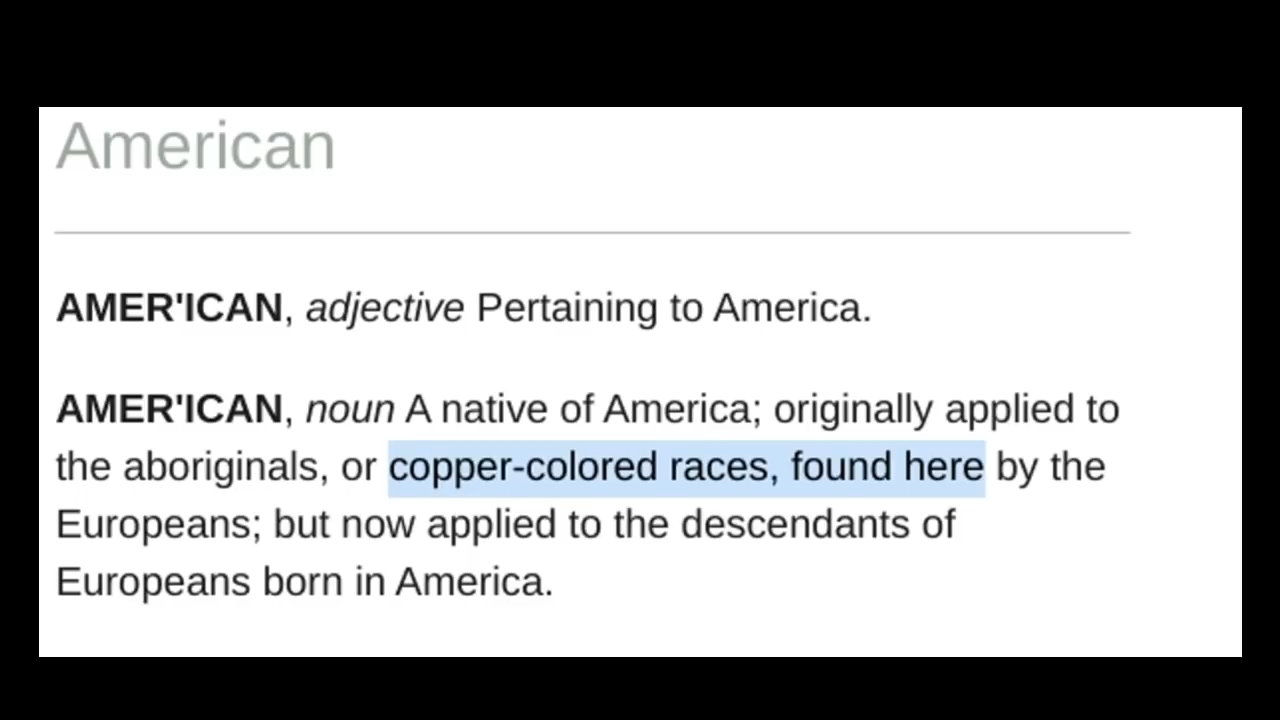 American
AMER'ICAN, adjective Pertaining to America.
AMER'ICAN, noun A native of America; originally applied to
the aboriginals, or copper-colored races, found here by the
Europeans; but now applied to the descendants of
Europeans born in America.